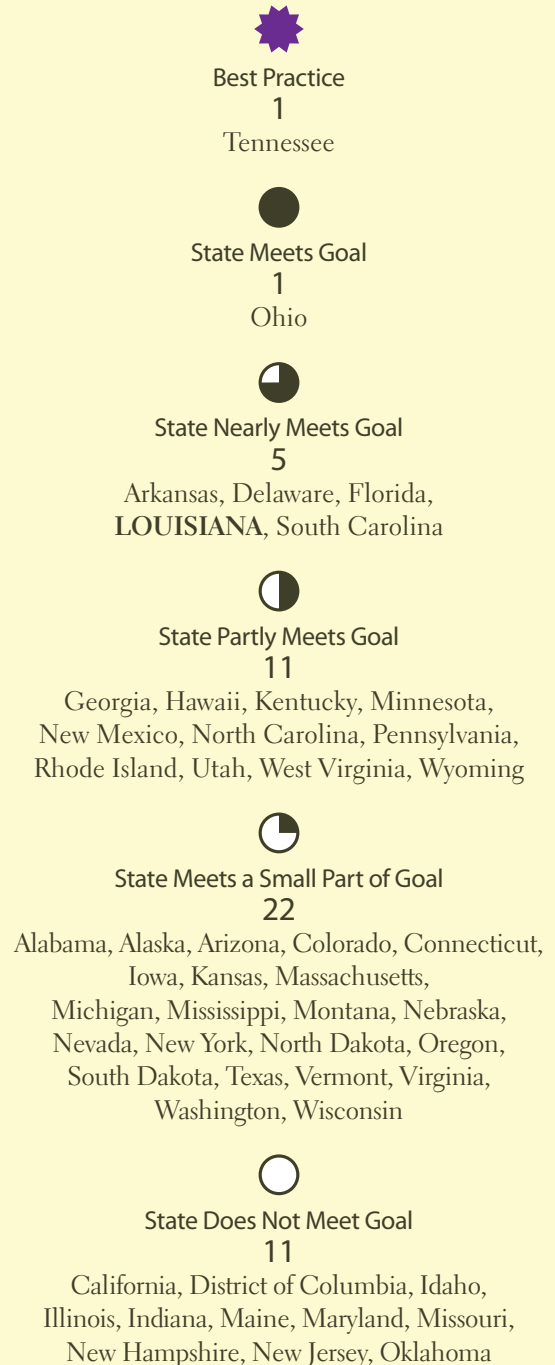 Best Practice
1
Tennessee
State Meets Goal
1
Ohio
State Nearly Meets Goal
5
Arkansas, Delaware, Florida,
LOUISIANA, South Carolina
State Partly Meets Goal
11
Georgia, Hawaii, Kentucky, Minnesota,
New Mexico, North Carolina, Pennsylvania,
Rhode Island, Utah, West Virginia, Wyoming
State Meets a Small Part of Goal
22
Alabama, Alaska, Arizona, Colorado, Connecticut,
Iowa, Kansas, Massachusetts,
Michigan, Mississippi, Montana, Nebraska,
Nevada, New York, North Dakota, Oregon,
South Dakota, Texas, Vermont, Virginia,
Washington, Wisconsin
State Does Not Meet Goal
11
California, District of Columbia, Idaho,
Illinois, Indiana, Maine, Maryland, Missouri,
New Hampshire, New Jersey, Oklahoma